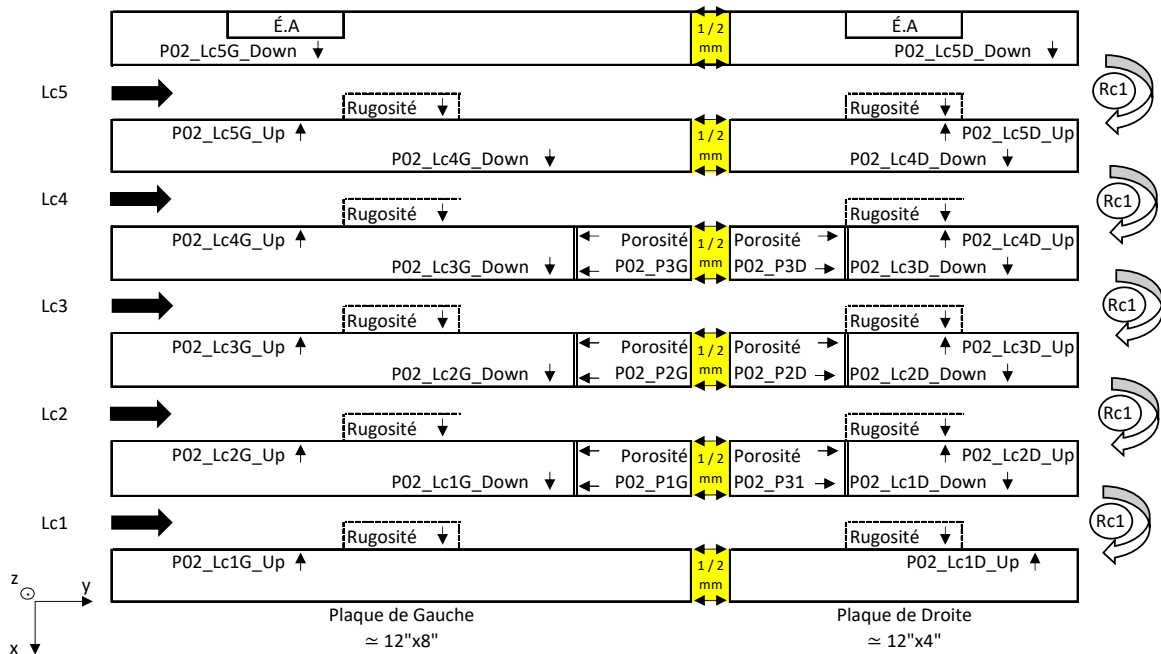 É.A É.A
1 / 2
mm
P02_Lc5G_Down P02_Lc5D_Down
Lc5 Rc1
Rugosité Rugosité
P02_Lc5G_Up 1 / 2 P02_Lc5D_Up
P02_Lc4G_Down mm P02_Lc4D_Down
Lc4 Rc1
Rugosité Rugosité
P02_Lc4G_Up Porosité 1 / 2 Porosité P02_Lc4D_Up
P02_Lc3G_Down P02_P3G mm P02_P3D P02_Lc3D_Down
Lc3 Rc1
Rugosité Rugosité
P02_Lc3G_Up Porosité 1 / 2 Porosité P02_Lc3D_Up
P02_Lc2G_Down P02_P2G mm P02_P2D P02_Lc2D_Down
Lc2 Rc1
Rugosité Rugosité
P02_Lc2G_Up Porosité 1 / 2 Porosité P02_Lc2D_Up
P02_Lc1G_Down P02_P1G mm P02_P31 P02_Lc1D_Down
Lc1 Rc1
Rugosité Rugosité
P02_Lc1G_Up 1 / 2 P02_Lc1D_Up
mm
z y
x
Plaque de Gauche Plaque de Droite
≃ 12"x8" ≃ 12"x4"